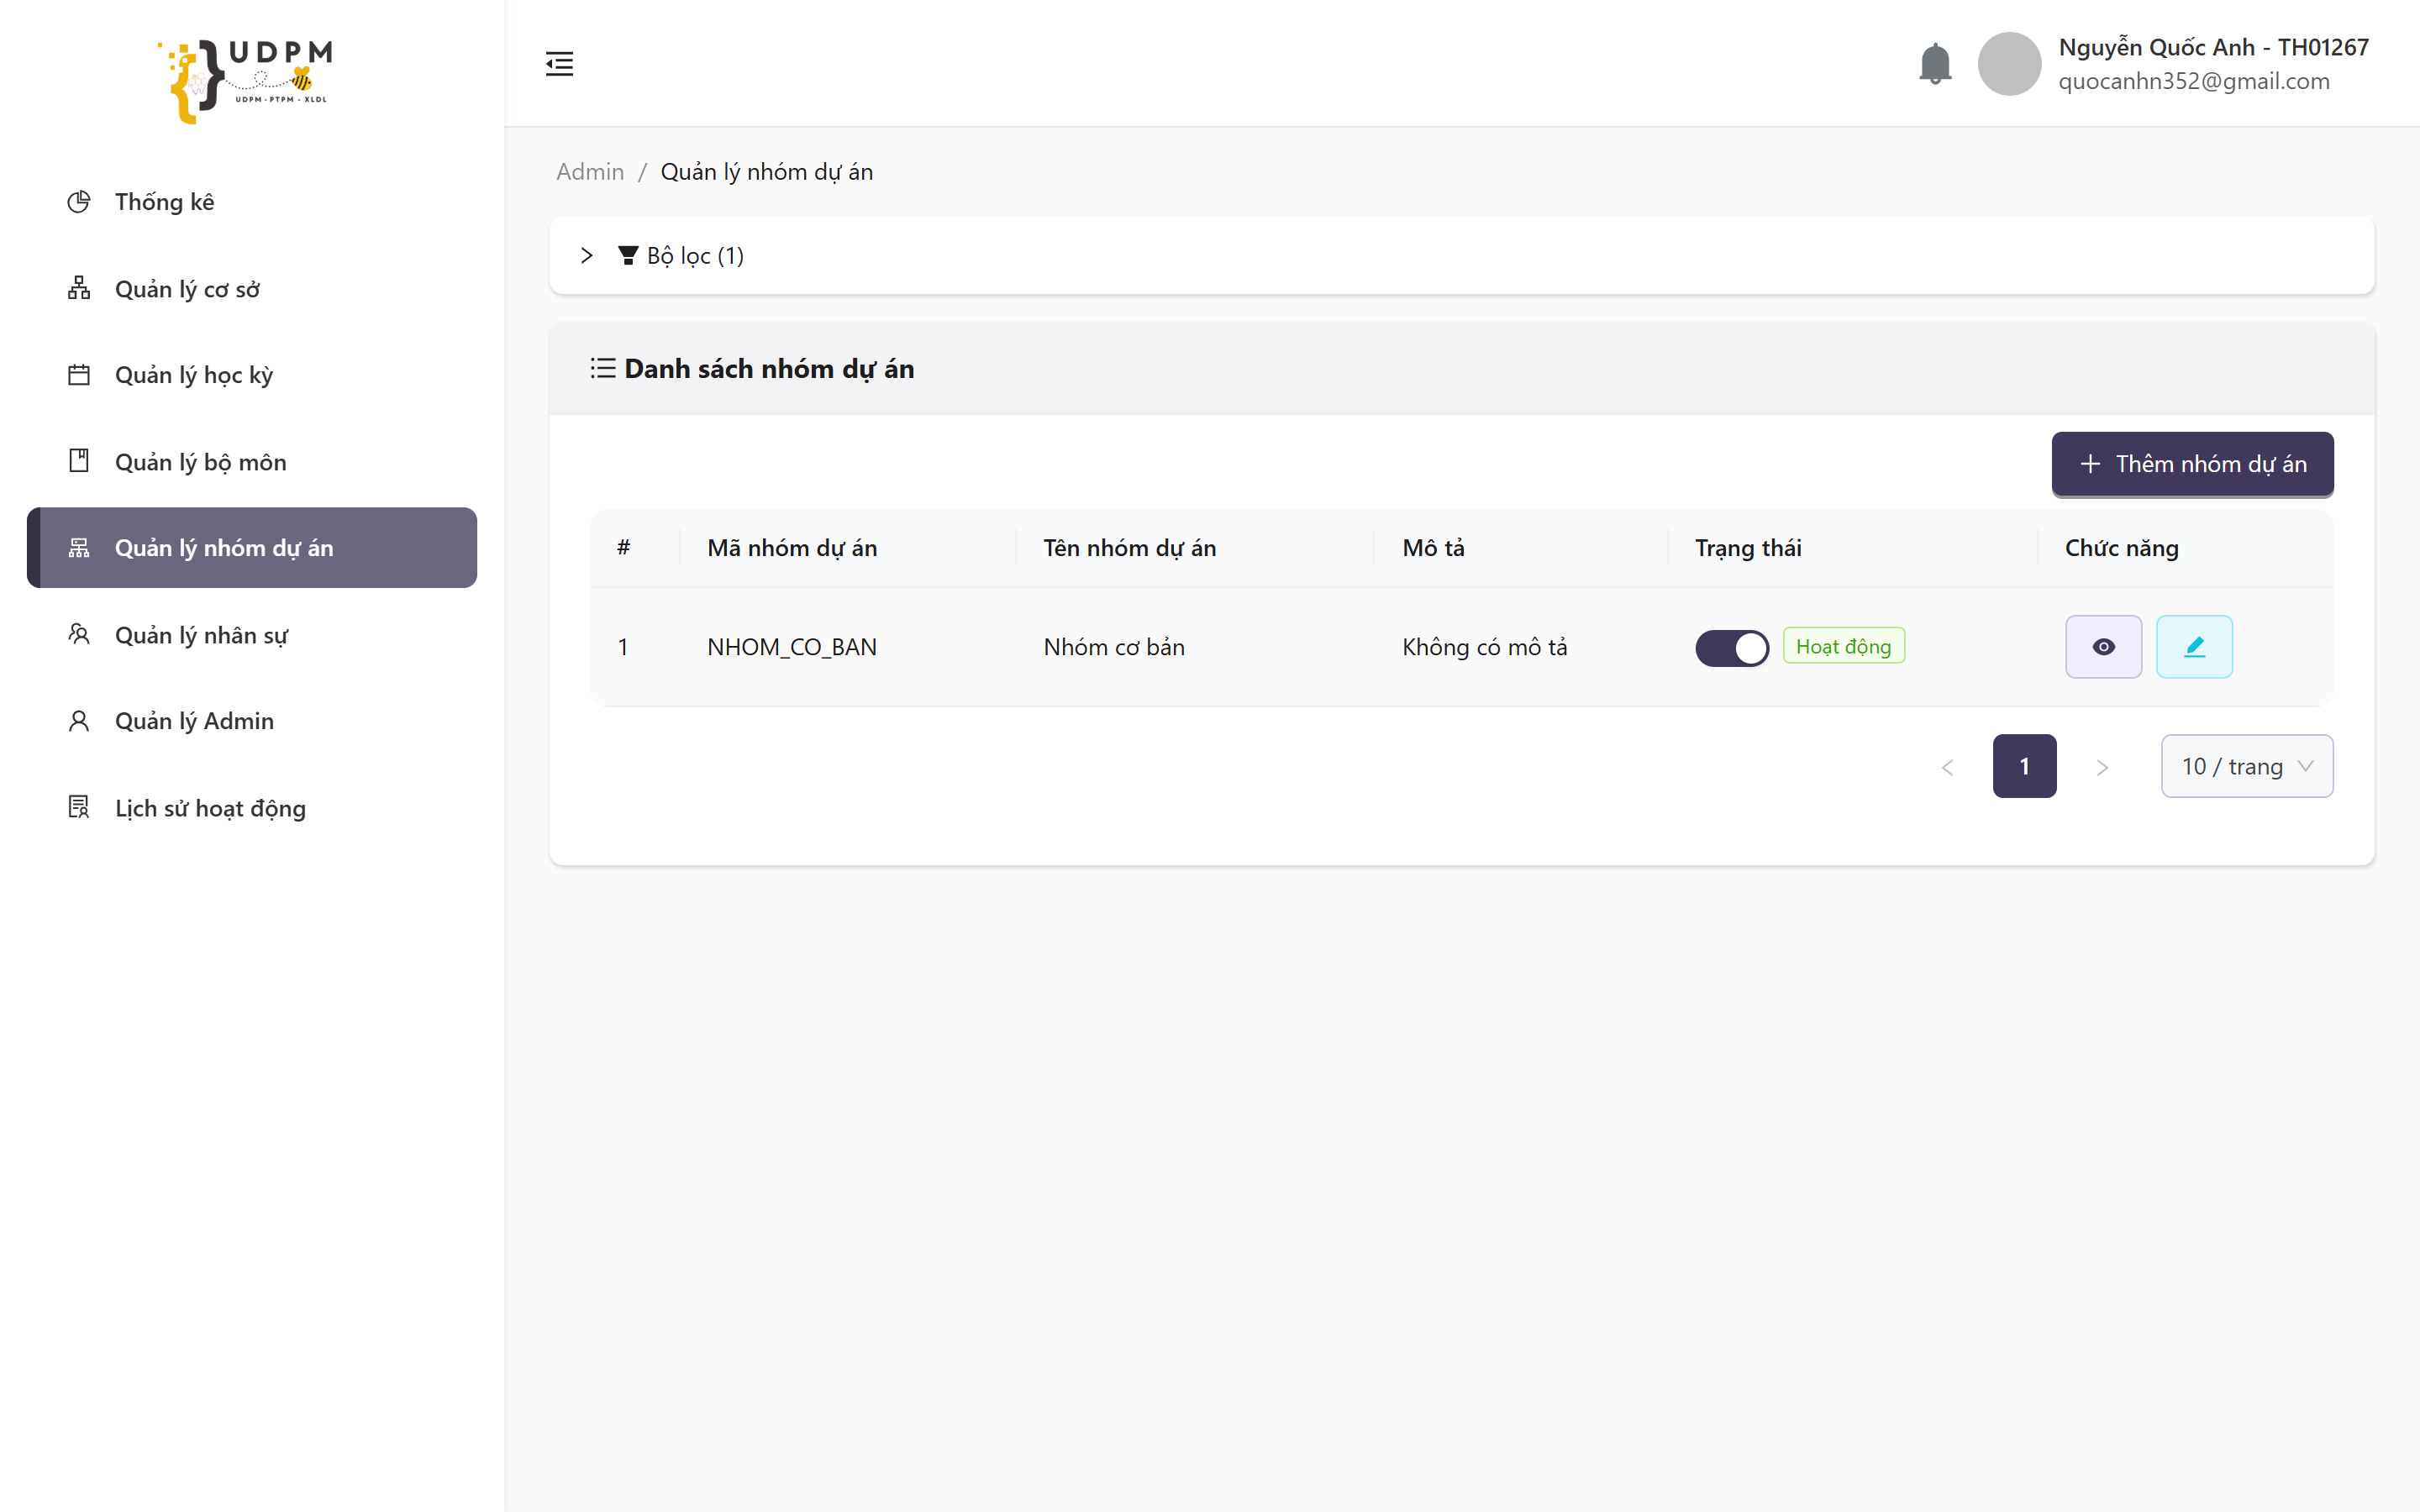 UDPM
UDPM - PTPM - XLDL
Thống kê
Quản lý cơ sở
Quản lý học kỳ
Quản lý bộ môn
Quản lý nhóm dự án
Quản lý nhân sự
Quản lý Admin
Lịch sử hoạt động
Nguyễn Quốc Anh - TH01267
quocanhn352@gmail.com
Admin / Quản lý nhóm dự án
Bộ lọc (1)
Danh sách nhóm dự án
Thêm nhóm dự án
# Mã nhóm dự án Tên nhóm dự án Mô tả Trạng thái Chức năng
1 NHOM_CO_BAN Nhóm cơ bản Không có mô tả Hoạt động
< 1 > 10 / trang